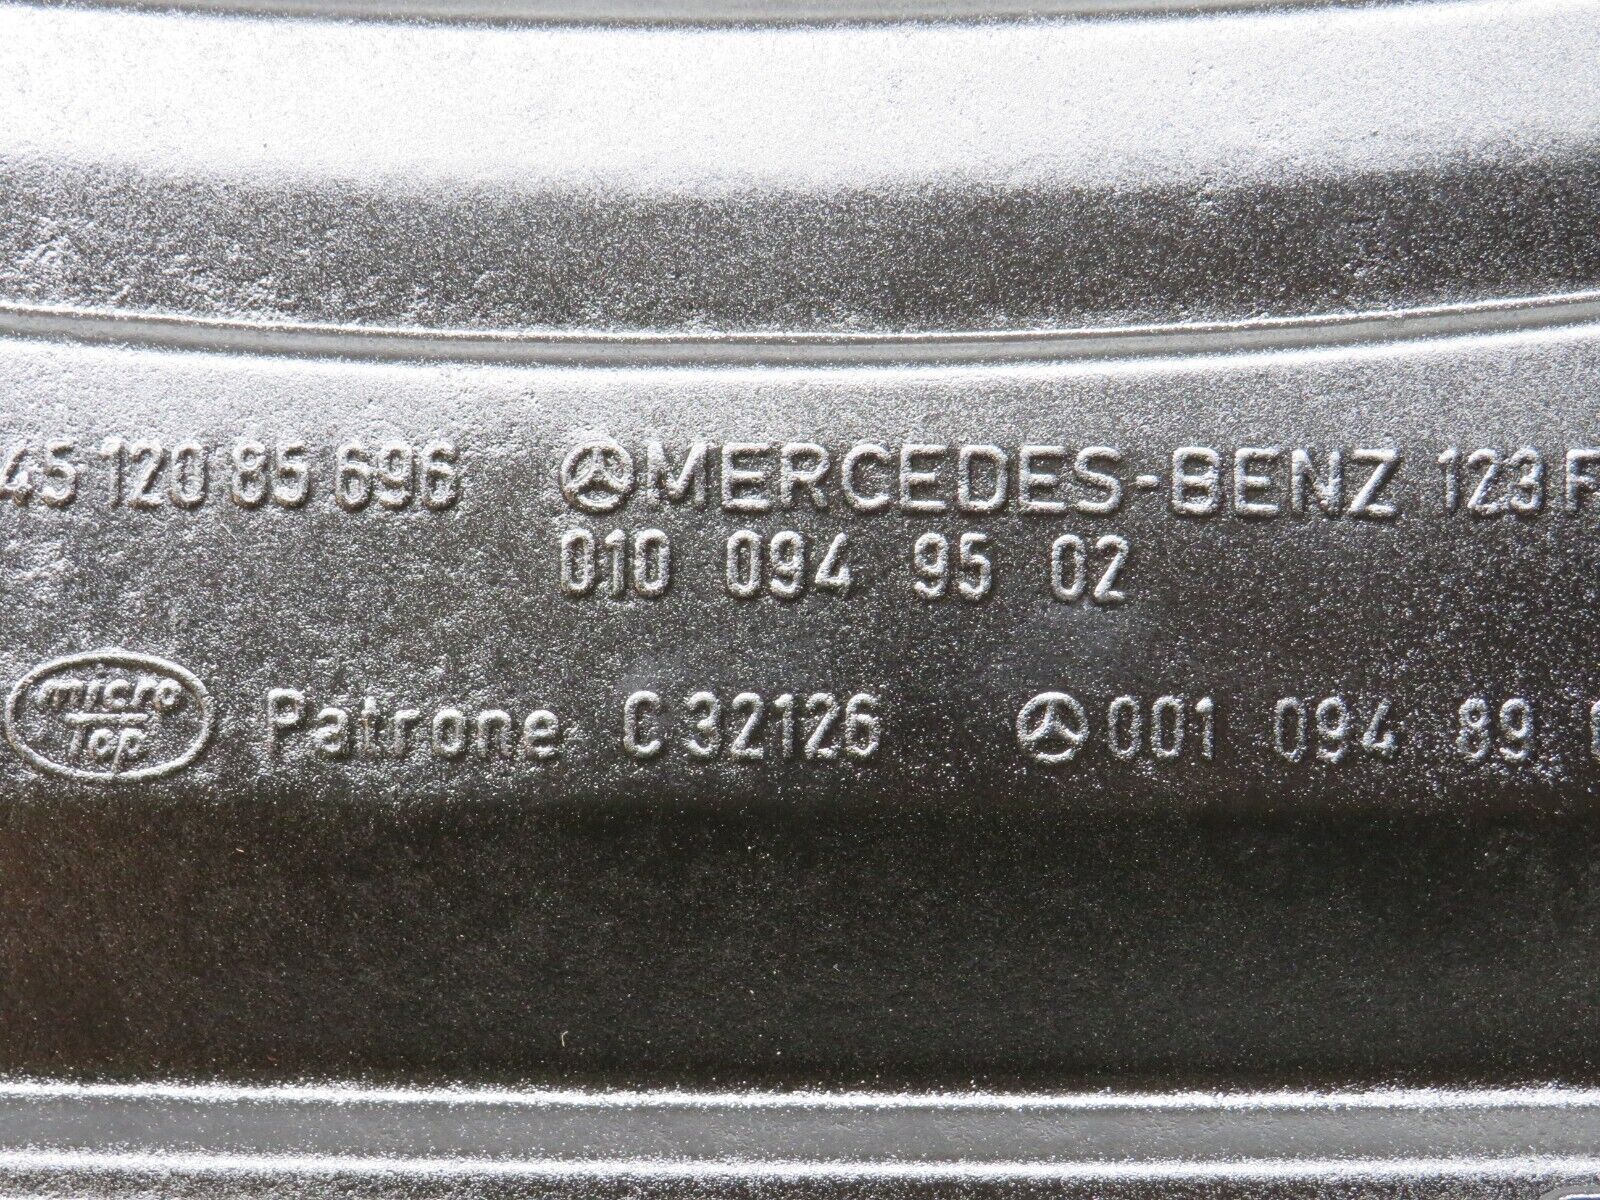 45 120 85 696 MERCEDES-BENZ 123 F
010 094 95 02
micro Top Patrone C 32126 001 094 89